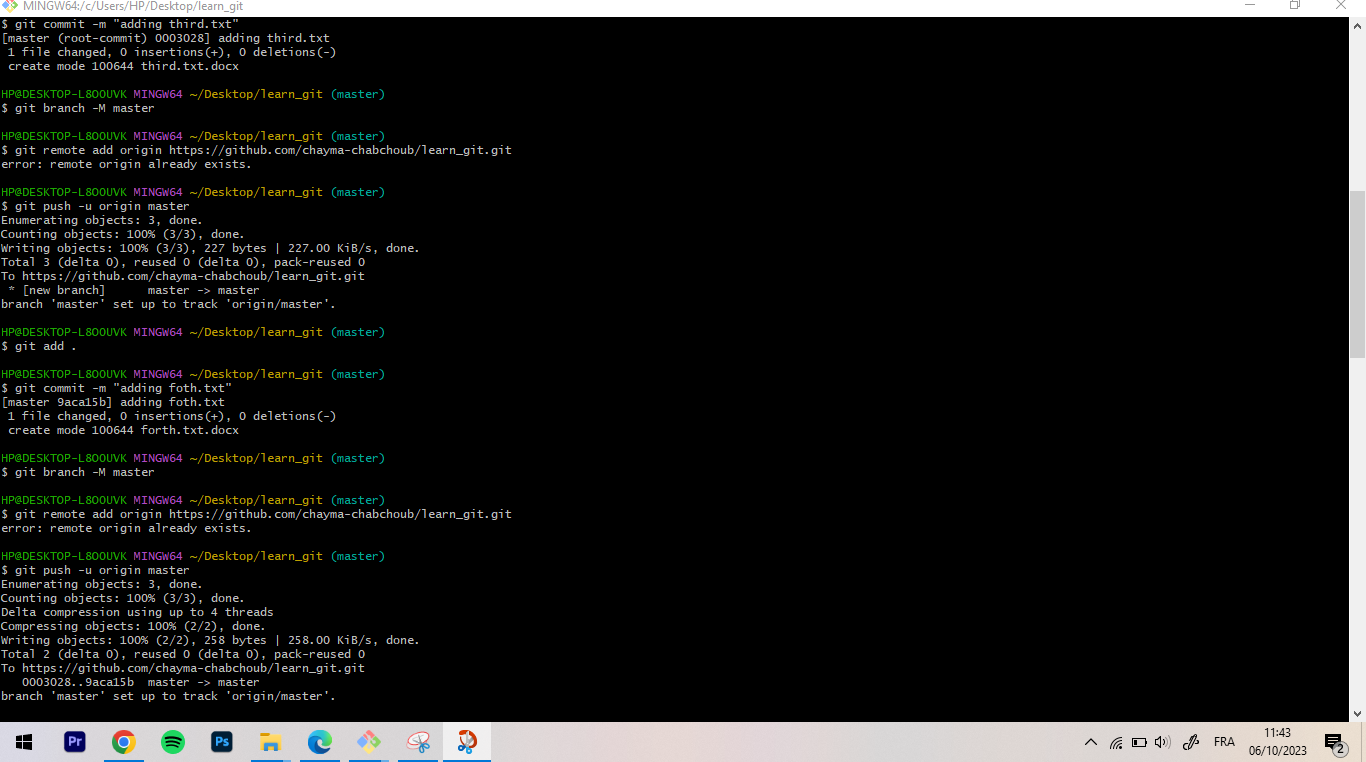 MINGW64:/c/Users/HP/Desktop/learn_git
$ git commit -m "adding third.txt"
[master (root-commit) 0003028] adding third.txt
 1 file changed, 0 insertions(+), 0 deletions(-)
 create mode 100644 third.txt.docx
HP@DESKTOP-L8OOUVK MINGW64 ~/Desktop/learn_git (master)
$ git branch -M master
HP@DESKTOP-L8OOUVK MINGW64 ~/Desktop/learn_git (master)
$ git remote add origin https://github.com/chayma-chabchoub/learn_git.git
error: remote origin already exists.
HP@DESKTOP-L8OOUVK MINGW64 ~/Desktop/learn_git (master)
$ git push -u origin master
Enumerating objects: 3, done.
Counting objects: 100% (3/3), done.
Writing objects: 100% (3/3), 227 bytes | 227.00 KiB/s, done.
Total 3 (delta 0), reused 0 (delta 0), pack-reused 0
To https://github.com/chayma-chabchoub/learn_git.git
 * [new branch]      master -> master
branch 'master' set up to track 'origin/master'.
HP@DESKTOP-L8OOUVK MINGW64 ~/Desktop/learn_git (master)
$ git add .
HP@DESKTOP-L8OOUVK MINGW64 ~/Desktop/learn_git (master)
$ git commit -m "adding foth.txt"
[master 9aca15b] adding foth.txt
 1 file changed, 0 insertions(+), 0 deletions(-)
 create mode 100644 forth.txt.docx
HP@DESKTOP-L8OOUVK MINGW64 ~/Desktop/learn_git (master)
$ git branch -M master
HP@DESKTOP-L8OOUVK MINGW64 ~/Desktop/learn_git (master)
$ git remote add origin https://github.com/chayma-chabchoub/learn_git.git
error: remote origin already exists.
HP@DESKTOP-L8OOUVK MINGW64 ~/Desktop/learn_git (master)
$ git push -u origin master
Enumerating objects: 3, done.
Counting objects: 100% (3/3), done.
Delta compression using up to 4 threads
Compressing objects: 100% (2/2), done.
Writing objects: 100% (2/2), 258 bytes | 258.00 KiB/s, done.
Total 2 (delta 0), reused 0 (delta 0), pack-reused 0
To https://github.com/chayma-chabchoub/learn_git.git
   0003028..9aca15b  master -> master
branch 'master' set up to track 'origin/master'.
Pr
Ps
FRA
11:43
06/10/2023
2